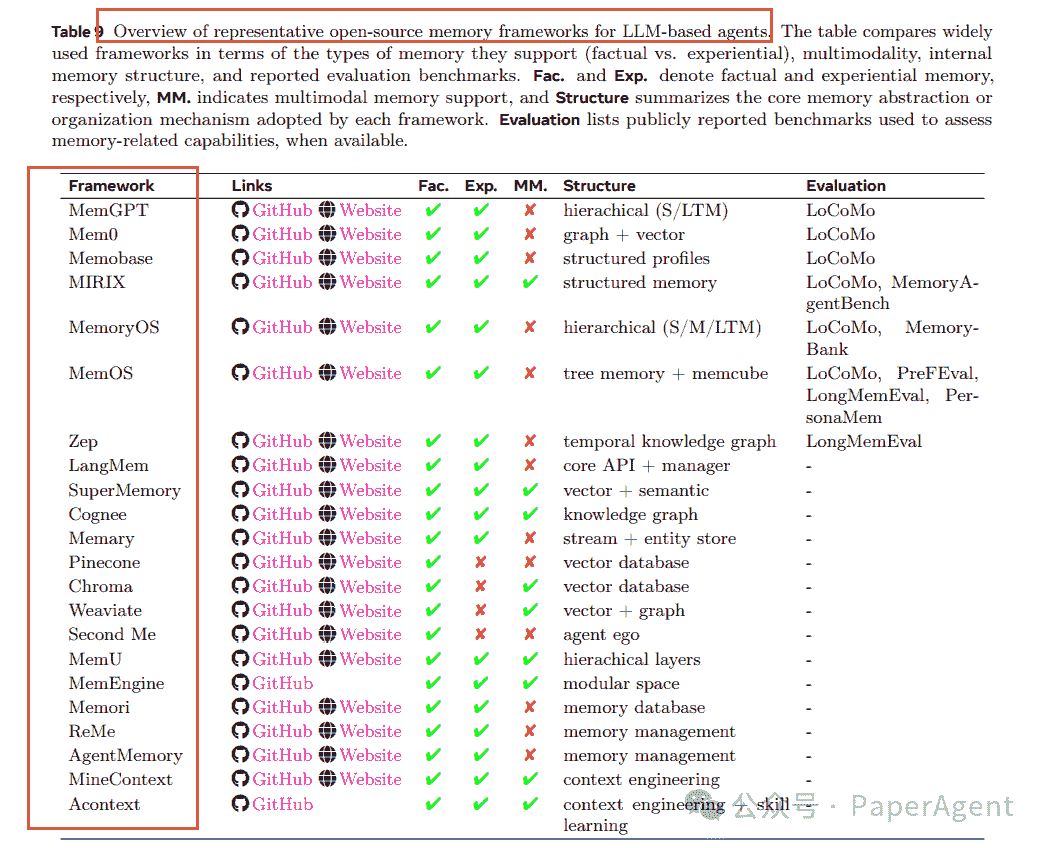 Table 9 Overview of representative open-source memory frameworks for LLM-based agents. The table compares widely
used frameworks in terms of the types of memory they support (factual vs. experiential), multimodality, internal
memory structure, and reported evaluation benchmarks. Fac. and Exp. denote factual and experiential memory,
respectively, MM. indicates multimodal memory support, and Structure summarizes the core memory abstraction or
organization mechanism adopted by each framework. Evaluation lists publicly reported benchmarks used to assess
memory-related capabilities, when available.
Framework Links Fac. Exp. MM. Structure Evaluation
MemGPT GitHub Website ✔ ✔ ✘ hierachical (S/LTM) LoCoMo
Mem0 GitHub Website ✔ ✔ ✘ graph + vector LoCoMo
Memobase GitHub Website ✔ ✔ ✘ structured profiles LoCoMo
MIRIX GitHub Website ✔ ✔ ✔ structured memory LoCoMo, MemoryA-
gentBench
MemoryOS GitHub Website ✔ ✔ ✘ hierarchical (S/M/LTM) LoCoMo, Memory-
Bank
MemOS GitHub Website ✔ ✔ ✘ tree memory + memcube LoCoMo, PreFEval,
LongMemEval, Per-
sonaMem
Zep GitHub Website ✔ ✔ ✘ temporal knowledge graph LongMemEval
LangMem GitHub Website ✔ ✔ ✘ core API + manager -
SuperMemory GitHub Website ✔ ✔ ✔ vector + semantic -
Cognee GitHub Website ✔ ✔ ✔ knowledge graph -
Memary GitHub Website ✔ ✔ ✘ stream + entity store -
Pinecone GitHub Website ✔ ✘ ✘ vector database -
Chroma GitHub Website ✔ ✘ ✔ vector database -
Weaviate GitHub Website ✔ ✘ ✔ vector + graph -
Second Me GitHub Website ✔ ✘ ✘ agent ego -
MemU GitHub Website ✔ ✔ ✔ hierachical layers -
MemEngine GitHub ✔ ✔ ✔ modular space -
Memori GitHub Website ✔ ✔ ✘ memory database -
ReMe GitHub Website ✔ ✔ ✘ memory management -
AgentMemory GitHub Website ✔ ✔ ✘ memory management -
MineContext GitHub Website ✔ ✔ ✔ context engineering -
Acontext GitHub ✔ ✔ ✔ context engineering + skill -
learning
公众号 · PaperAgent